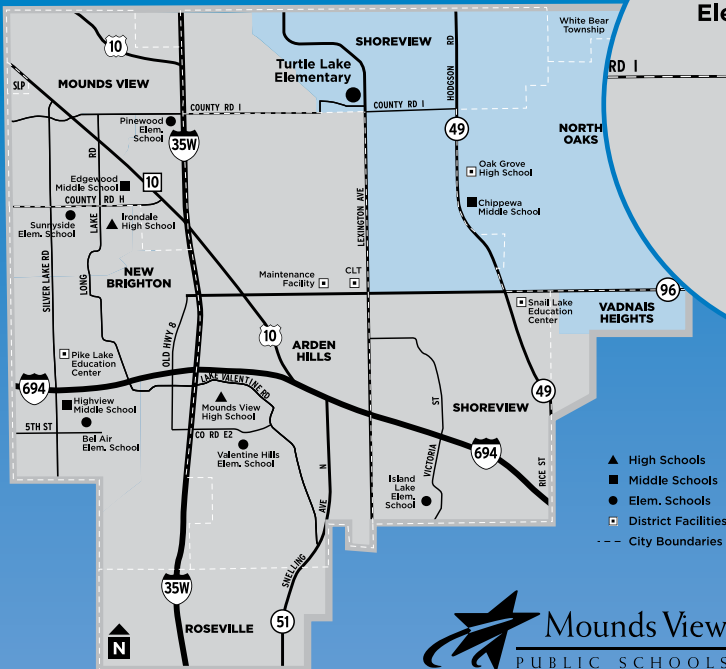 Ele
RD I
White Bear
Township
SHOREVIEW
HODGSON RD
10
Turtle Lake
Elementary
MOUNDS VIEW
SLP
COUNTY RD I
COUNTY RD I
Pinewood
Elem.
School
35W
49
NORTH
OAKS
Oak Grove
High School
Chippewa
Middle School
Edgewood
Middle School
10
COUNTY RD H
Sunnyside
Elem. School
Irondale
High School
LONG LAKE RD
SILVER LAKE RD
NEW
BRIGHTON
LEXINGTON AVE
Maintenance
Facility
CLT
96
Snail Lake
Education
Center
VADNAIS
HEIGHTS
OLD HWY 8
10
ARDEN
HILLS
Pike Lake
Education
Center
694
LAKE VALENTINE RD
Highview
Middle School
Mounds View
High School
5TH ST
Bel Air
Elem. School
CO RD E2
Valentine Hills
Elem. School
SHOREVIEW
49
VICTORIA ST
694
RICE ST
Island
Lake
Elem.
School
SNELLING AVE N
High Schools
Middle Schools
Elem. Schools
District Facilities
City Boundaries
35W
51
ROSEVILLE
N
Mounds View
PUBLIC SCHOOLS